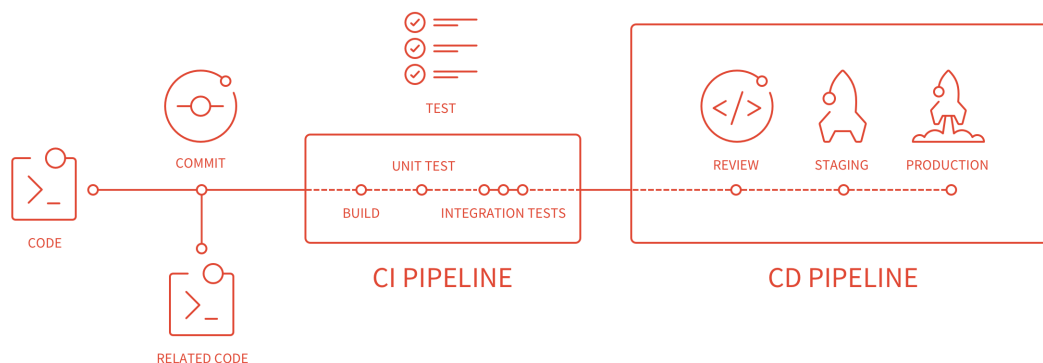 CODE
COMMIT
RELATED CODE
TEST
UNIT TEST
BUILD
INTEGRATION TESTS
CI PIPELINE
REVIEW
STAGING
PRODUCTION
CD PIPELINE